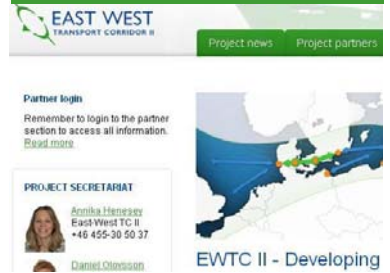 EAST WEST
TRANSPORT CORRIDOR II
Project news
Project partners
Partner login
Remember to login to the partner
section to access all information.
Read more
PROJECT SECRETARIAT
Annika Henesey
East-West TC II
+46 455-30 50 37
Daniel Olovsson
EWTC II - Developing